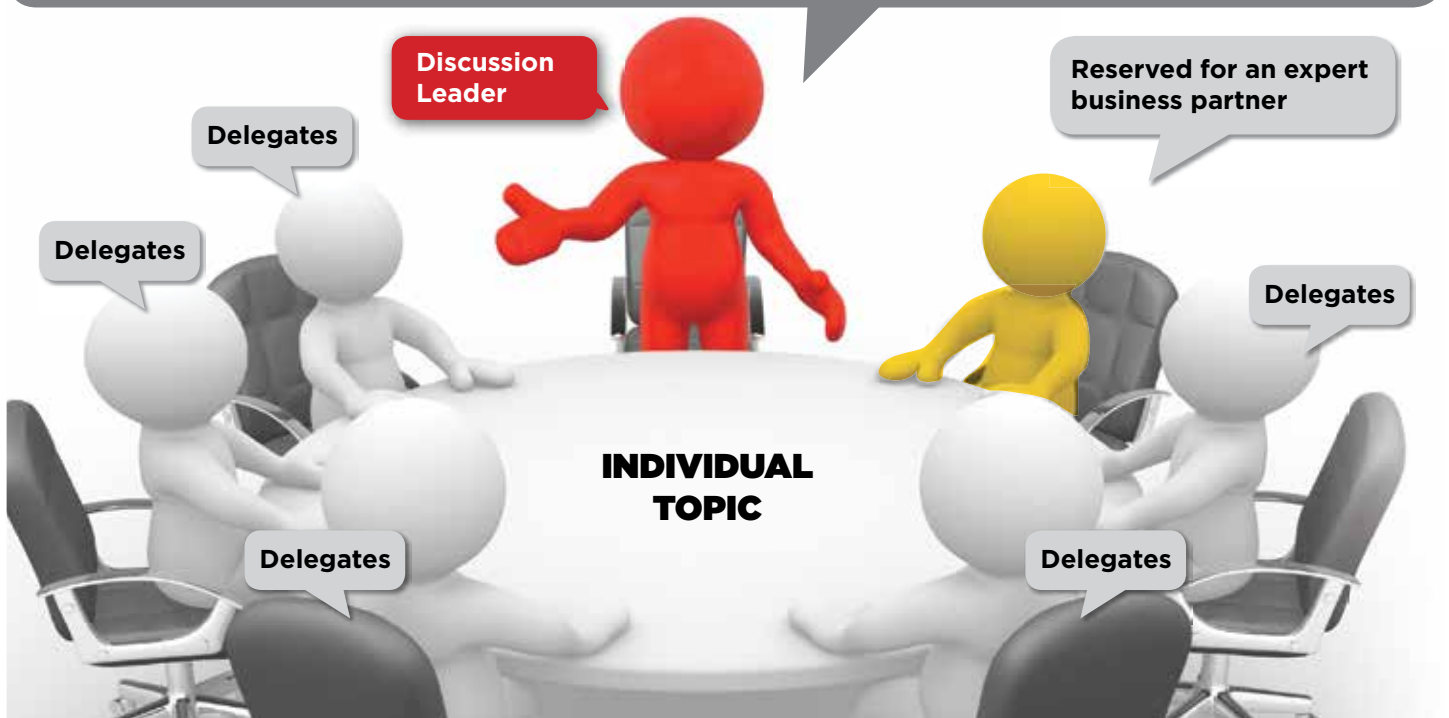 Discussion
Leader
Reserved for an expert
business partner
Delegates
Delegates
Delegates
INDIVIDUAL
TOPIC
Delegates
Delegates